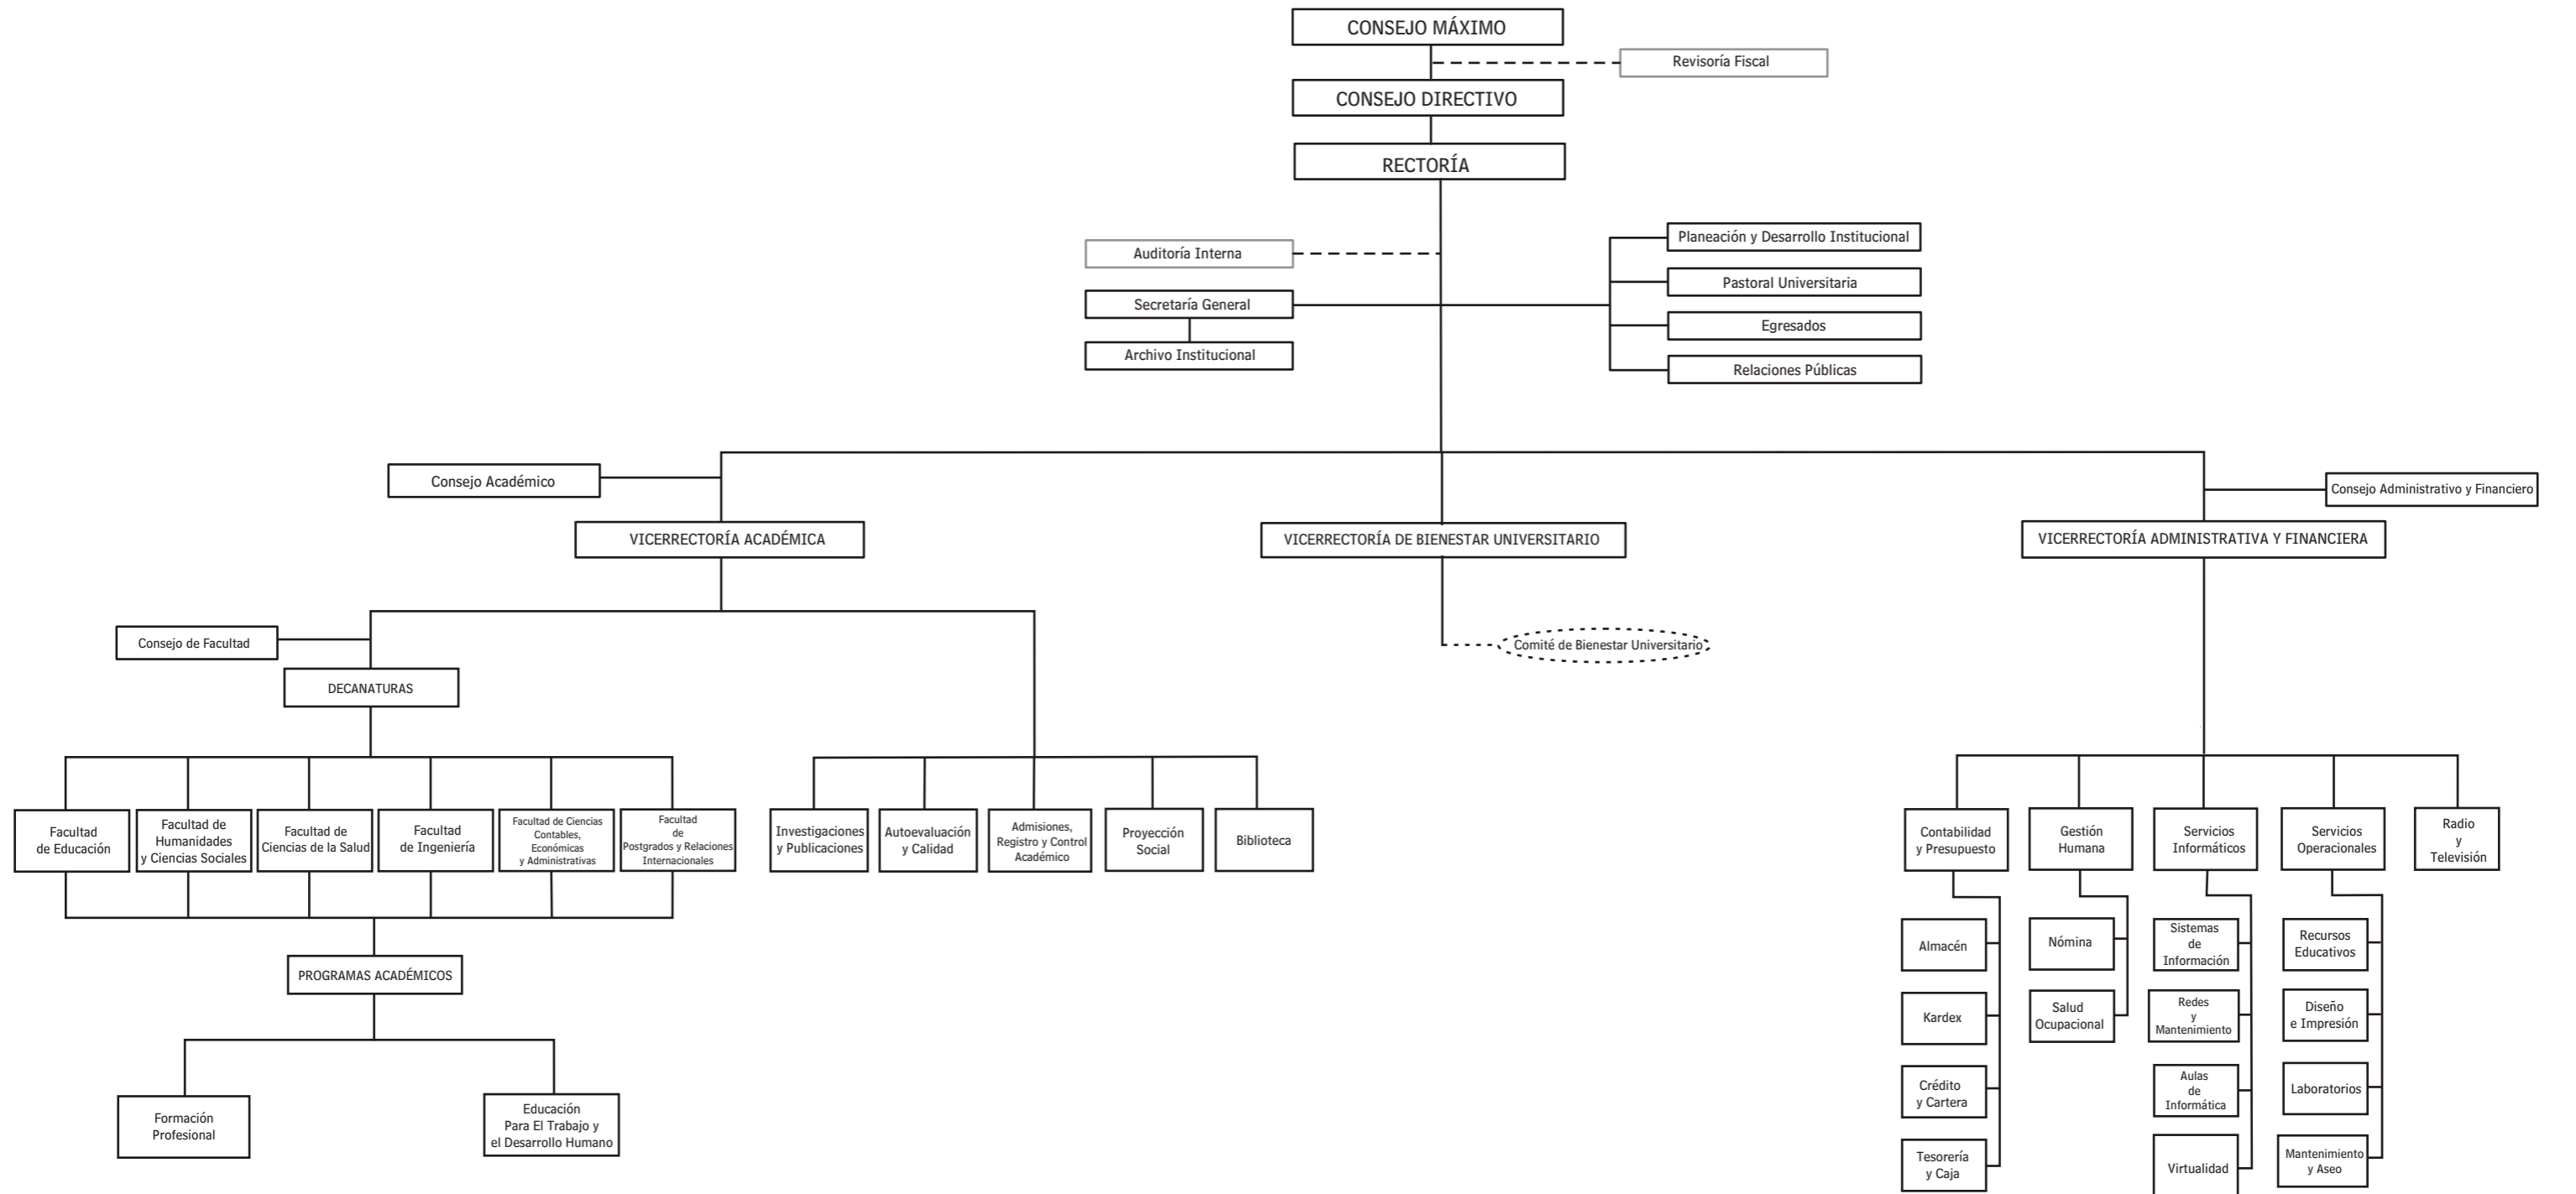 CONSEJO MÁXIMO
Revisoría Fiscal
CONSEJO DIRECTIVO
RECTORÍA
Auditoría Interna
Secretaría General
Archivo Institucional
Planeación y Desarrollo Institucional
Pastoral Universitaria
Egresados
Relaciones Públicas
Consejo Académico
Consejo Administrativo y Financiero
VICERRECTORÍA ACADÉMICA
VICERRECTORÍA DE BIENESTAR UNIVERSITARIO
VICERRECTORÍA ADMINISTRATIVA Y FINANCIERA
Consejo de Facultad
Comité de Bienestar Universitario
DECANATURAS
Facultad
de Educación
Facultad de
Humanidades
y Ciencias Sociales
Facultad de
Ciencias de la Salud
Facultad
de Ingeniería
Facultad de Ciencias
Contables,
Económicas
y Administrativas
Facultad
de
Postgrados y Relaciones
Internacionales
Investigaciones
y Publicaciones
Autoevaluación
y Calidad
Admisiones,
Registro y Control
Académico
Proyección
Social
Biblioteca
Contabilidad
y Presupuesto
Gestión
Humana
Servicios
Informáticos
Servicios
Operacionales
Radio
y
Televisión
PROGRAMAS ACADÉMICOS
Formación
Profesional
Educación
Para El Trabajo y
el Desarrollo Humano
Almacén
Kardex
Crédito
y Cartera
Tesorería
y Caja
Nómina
Salud
Ocupacional
Sistemas
de
Información
Redes
y
Mantenimiento
Aulas
de
Informática
Virtualidad
Recursos
Educativos
Diseño
e Impresión
Laboratorios
Mantenimiento
y Aseo